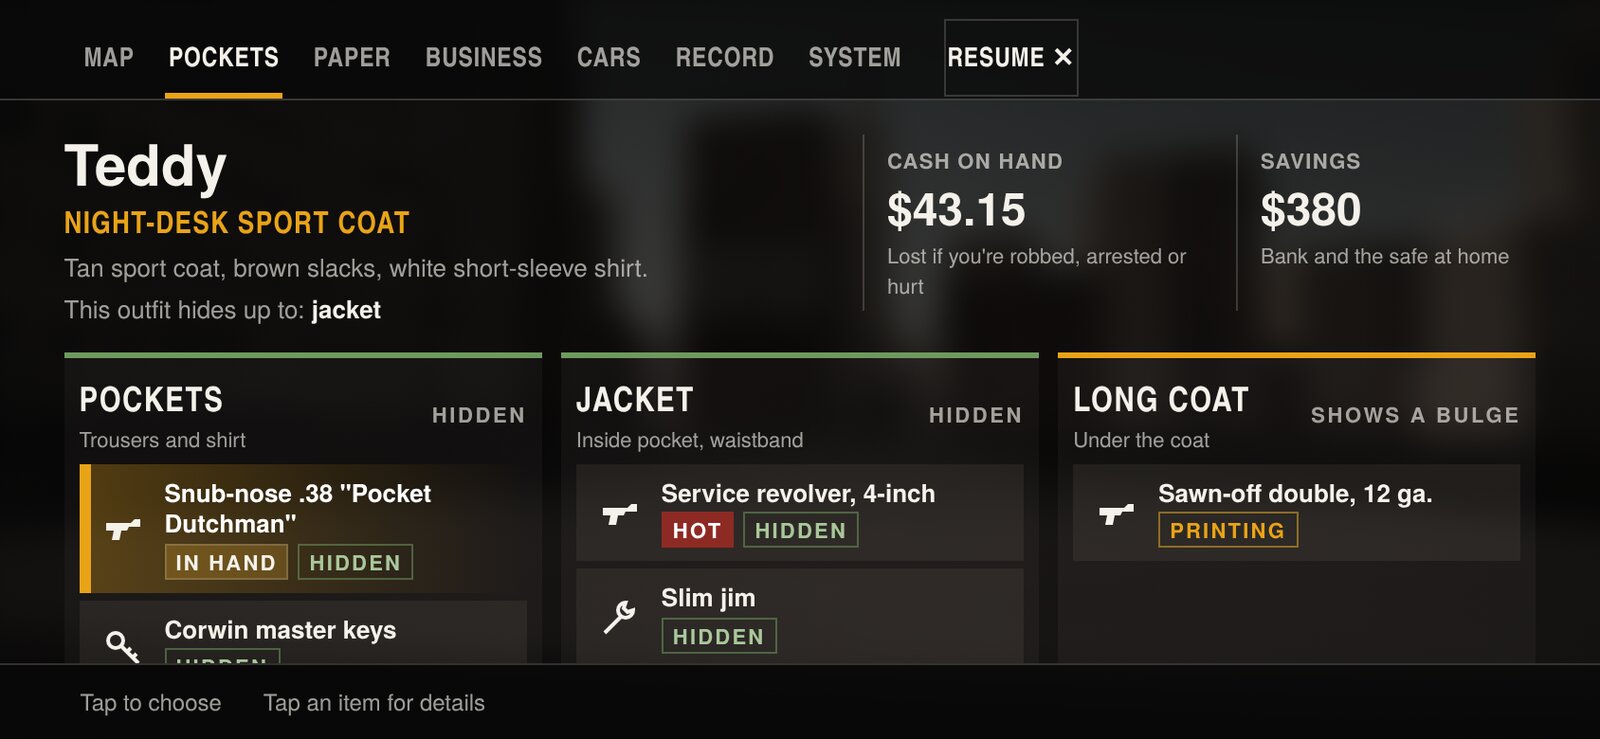 MAP POCKETS PAPER BUSINESS CARS RECORD SYSTEM RESUME ✕
Teddy
NIGHT-DESK SPORT COAT
Tan sport coat, brown slacks, white short-sleeve shirt.
This outfit hides up to: jacket
CASH ON HAND
$43.15
Lost if you're robbed, arrested or
hurt
SAVINGS
$380
Bank and the safe at home
POCKETS
HIDDEN
Trousers and shirt
Snub-nose .38 "Pocket
Dutchman"
IN HAND HIDDEN
Corwin master keys
HIDDEN
JACKET
HIDDEN
Inside pocket, waistband
Service revolver, 4-inch
HOT HIDDEN
Slim jim
HIDDEN
LONG COAT
SHOWS A BULGE
Under the coat
Sawn-off double, 12 ga.
PRINTING
Tap to choose Tap an item for details